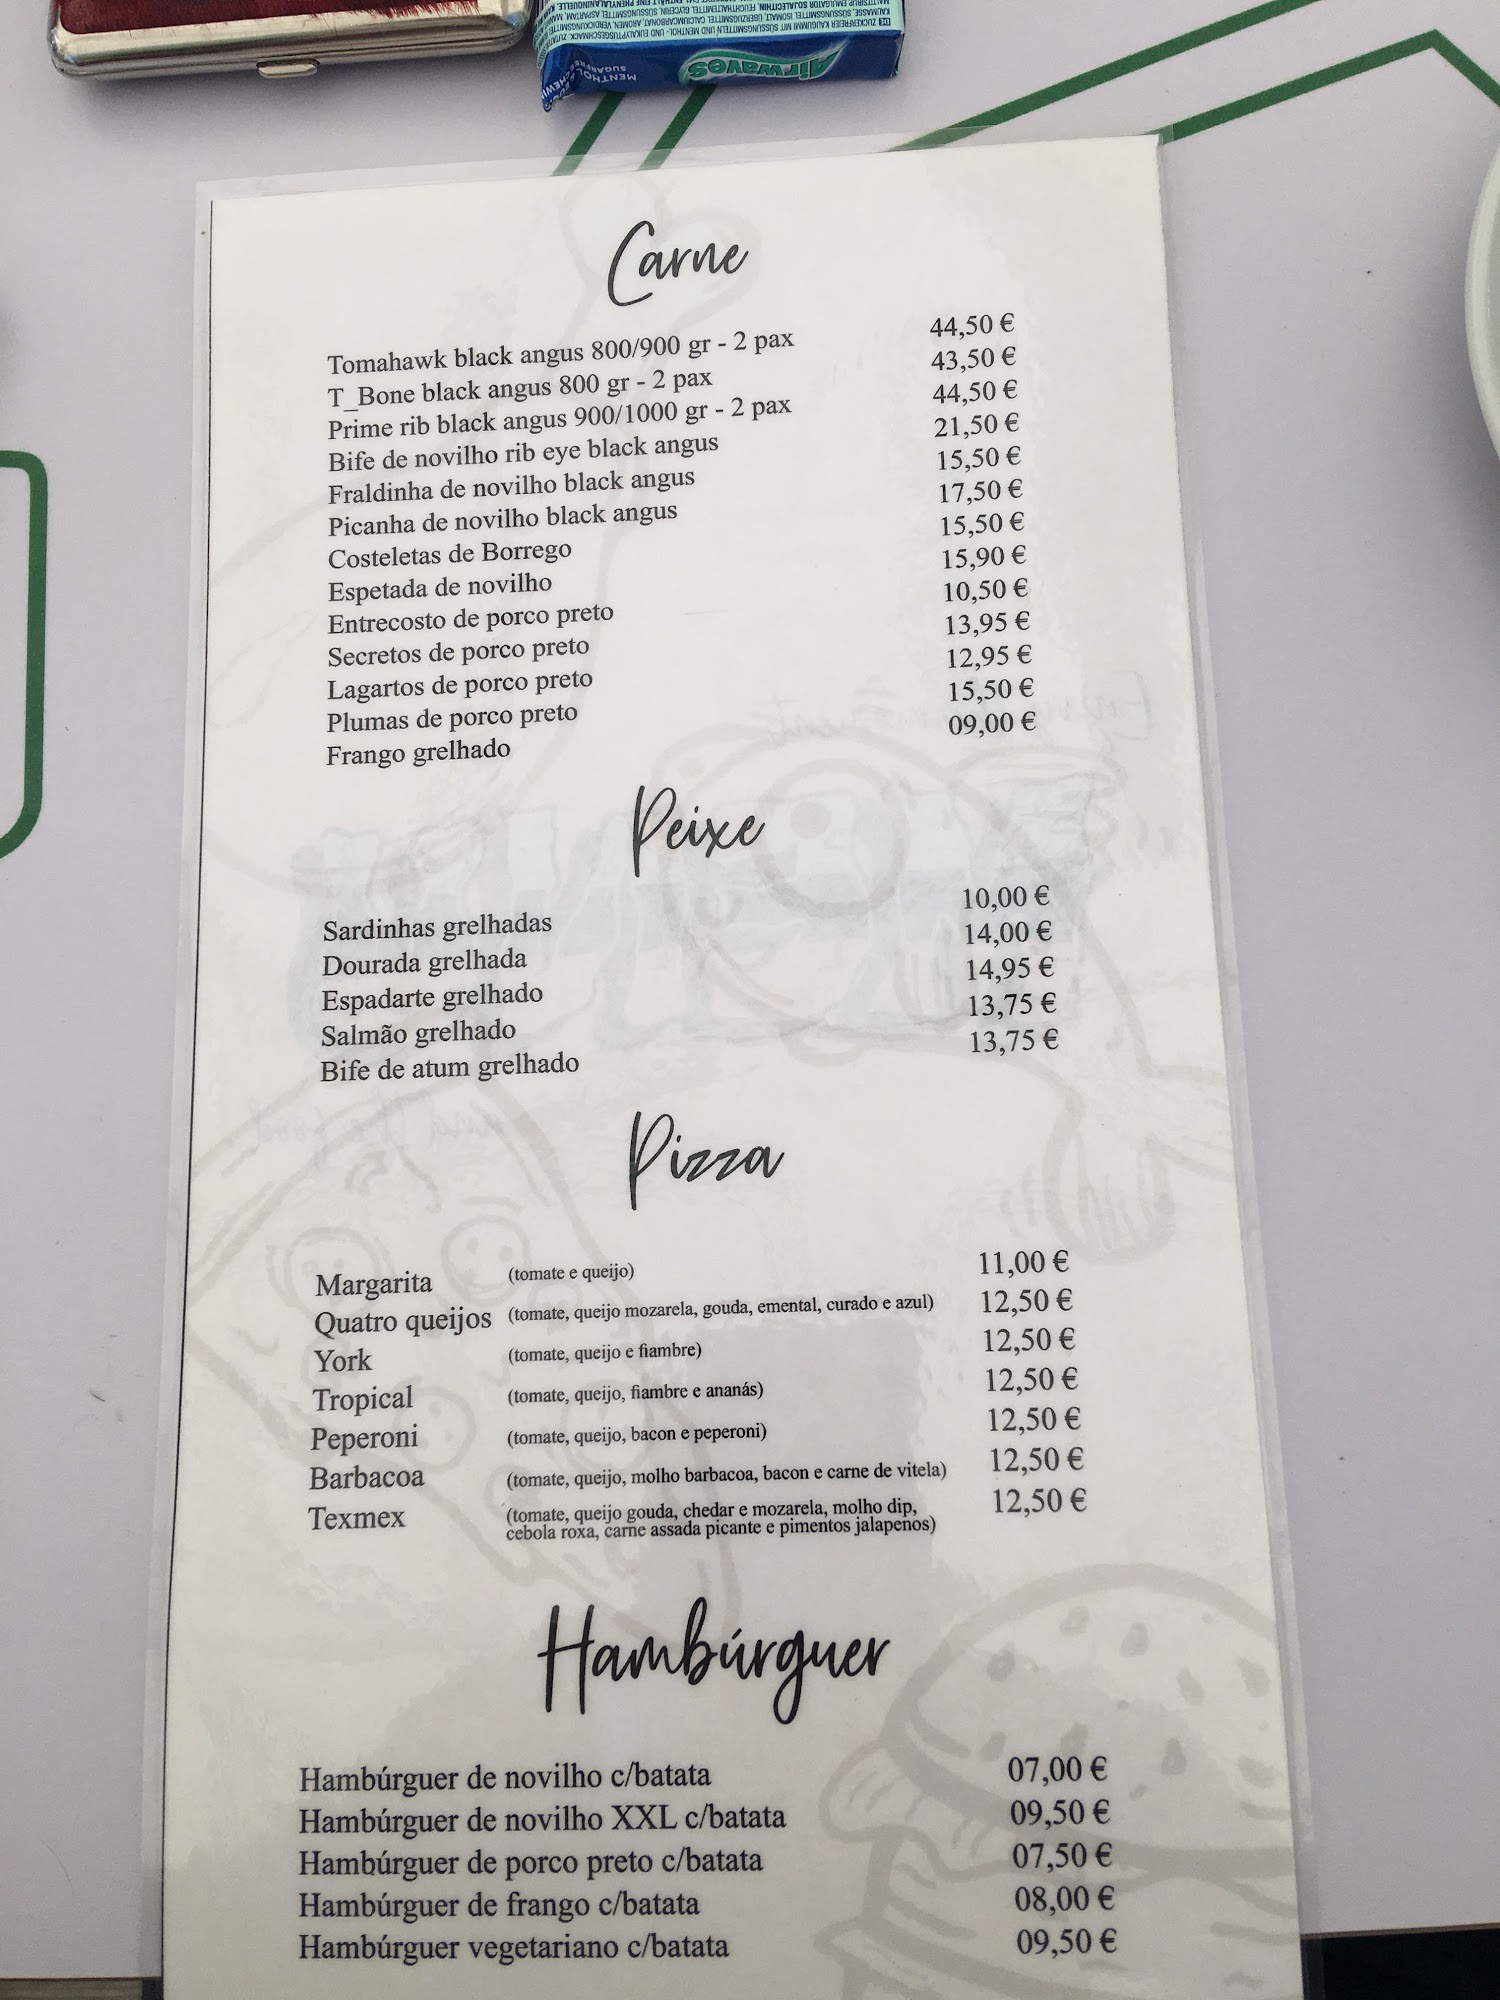 Airwaves
MENTHOL
SUGARFREE
Carne
Tomahawk black angus 800/900 gr - 2 pax 44,50 €
T_Bone black angus 800 gr - 2 pax 43,50 €
Prime rib black angus 900/1000 gr - 2 pax 44,50 €
Bife de novilho rib eye black angus 21,50 €
Fraldinha de novilho black angus 15,50 €
Picanha de novilho black angus 17,50 €
Costeletas de Borrego 15,50 €
Espetada de novilho 15,90 €
Entrecosto de porco preto 10,50 €
Secretos de porco preto 13,95 €
Lagartos de porco preto 12,95 €
Plumas de porco preto 15,50 €
Frango grelhado 09,00 €
Peixe
Sardinhas grelhadas 10,00 €
Dourada grelhada 14,00 €
Espadarte grelhado 14,95 €
Salmão grelhado 13,75 €
Bife de atum grelhado 13,75 €
Pizza
Margarita (tomate e queijo) 11,00 €
Quatro queijos (tomate, queijo mozarela, gouda, emental, curado e azul) 12,50 €
York (tomate, queijo e fiambre) 12,50 €
Tropical (tomate, queijo, fiambre e ananás) 12,50 €
Peperoni (tomate, queijo, bacon e peperoni) 12,50 €
Barbacoa (tomate, queijo, molho barbacoa, bacon e carne de vitela) 12,50 €
Texmex (tomate, queijo gouda, chedar e mozarela, molho dip, 12,50 €
cebola roxa, carne assada picante e pimentos jalapenos)
Hambúrguer
Hambúrguer de novilho c/batata 07,00 €
Hambúrguer de novilho XXL c/batata 09,50 €
Hambúrguer de porco preto c/batata 07,50 €
Hambúrguer de frango c/batata 08,00 €
Hambúrguer vegetariano c/batata 09,50 €